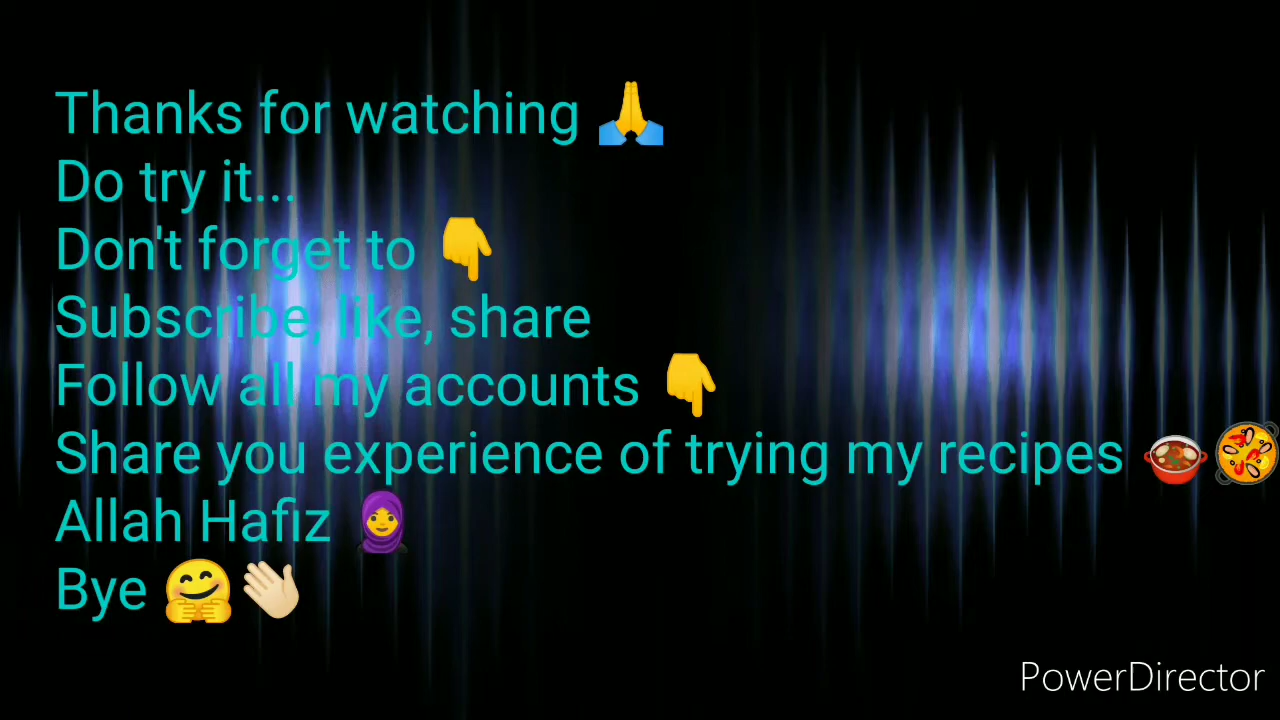 Thanks for watching 🙏
Do try it...
Don't forget to 👇
Subscribe, like, share
Follow all my accounts 👇
Share you experience of trying my recipes 🍲🥘
Allah Hafiz 🧕
Bye 🤗👋🏻
PowerDirector